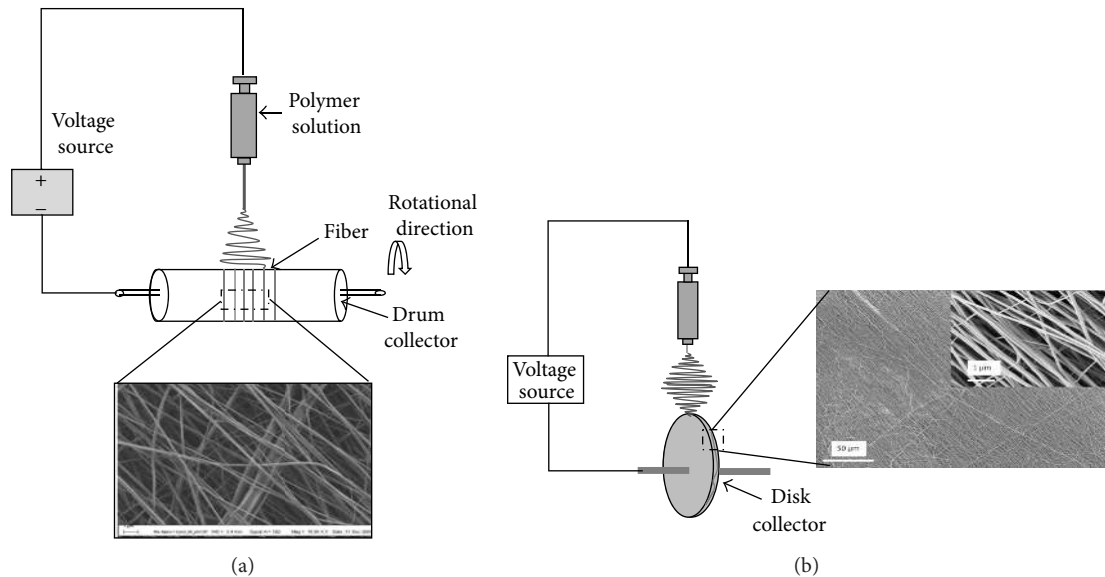 Voltage
source
+
−
Polymer
solution
Fiber
Rotational
direction
Drum
collector
(a)
Voltage
source
Disk
collector
50 μm
1 μm
(b)